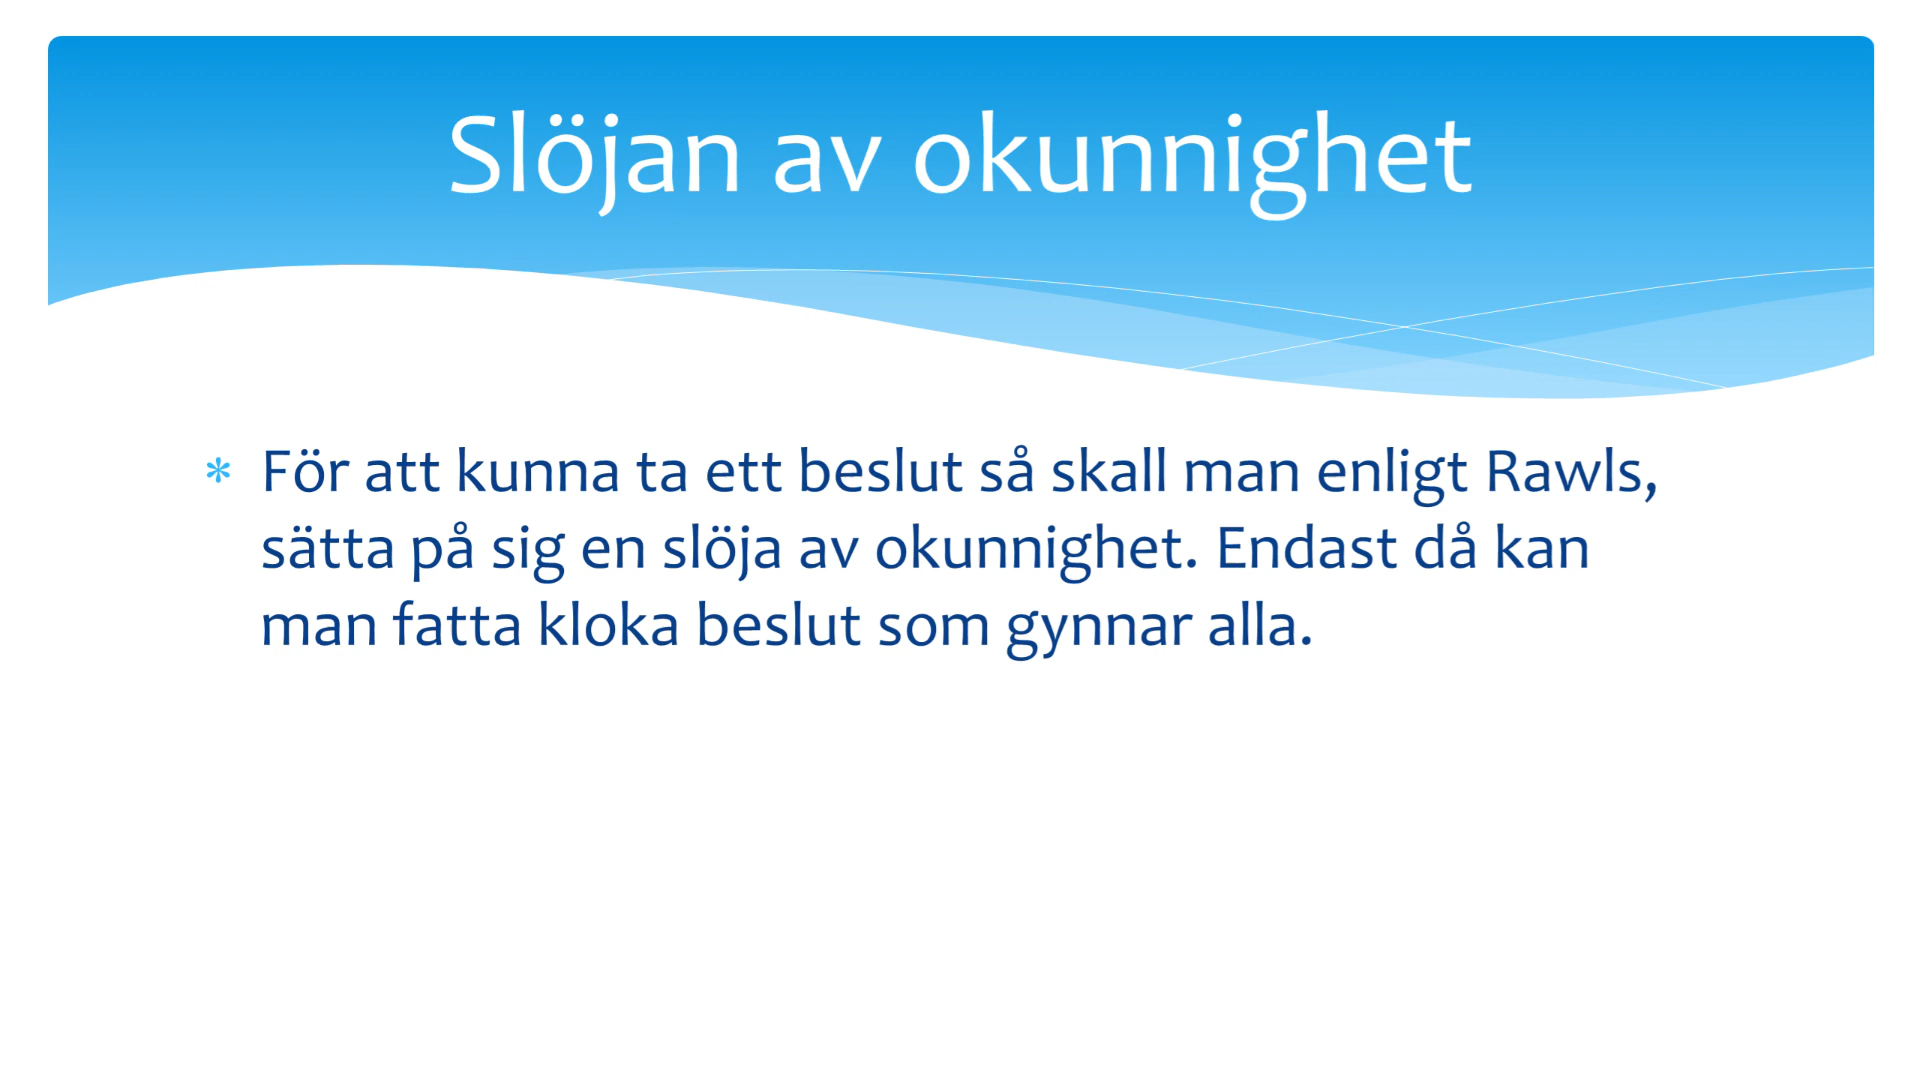 Slöjan av okunnighet
* För att kunna ta ett beslut så skall man enligt Rawls,
sätta på sig en slöja av okunnighet. Endast då kan
man fatta kloka beslut som gynnar alla.